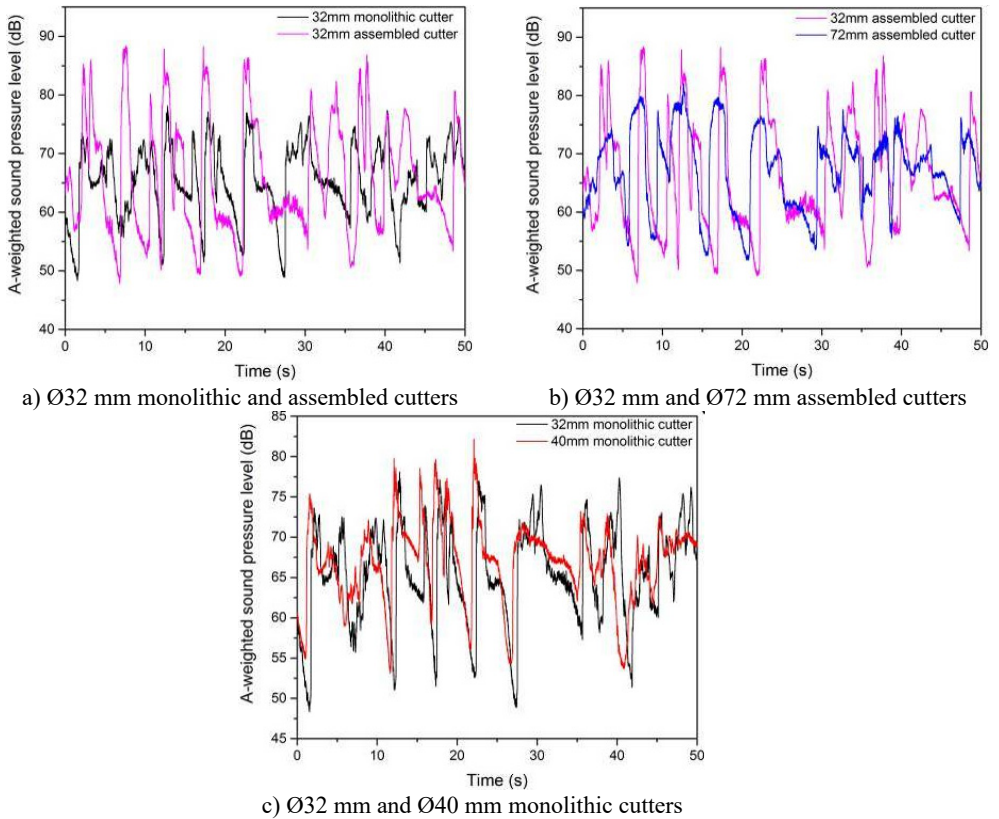 32mm monolithic cutter
32mm assembled cutter
A-weighted sound pressure level (dB)
90
80
70
60
50
40
0 10 20 30 40 50
Time (s)
a) Ø32 mm monolithic and assembled cutters
32mm assembled cutter
72mm assembled cutter
A-weighted sound pressure level (dB)
90
80
70
60
50
40
0 10 20 30 40 50
Time (s)
b) Ø32 mm and Ø72 mm assembled cutters
32mm monolithic cutter
40mm monolithic cutter
A-weighted sound pressure level (dB)
85
80
75
70
65
60
55
50
45
0 10 20 30 40 50
Time (s)
c) Ø32 mm and Ø40 mm monolithic cutters